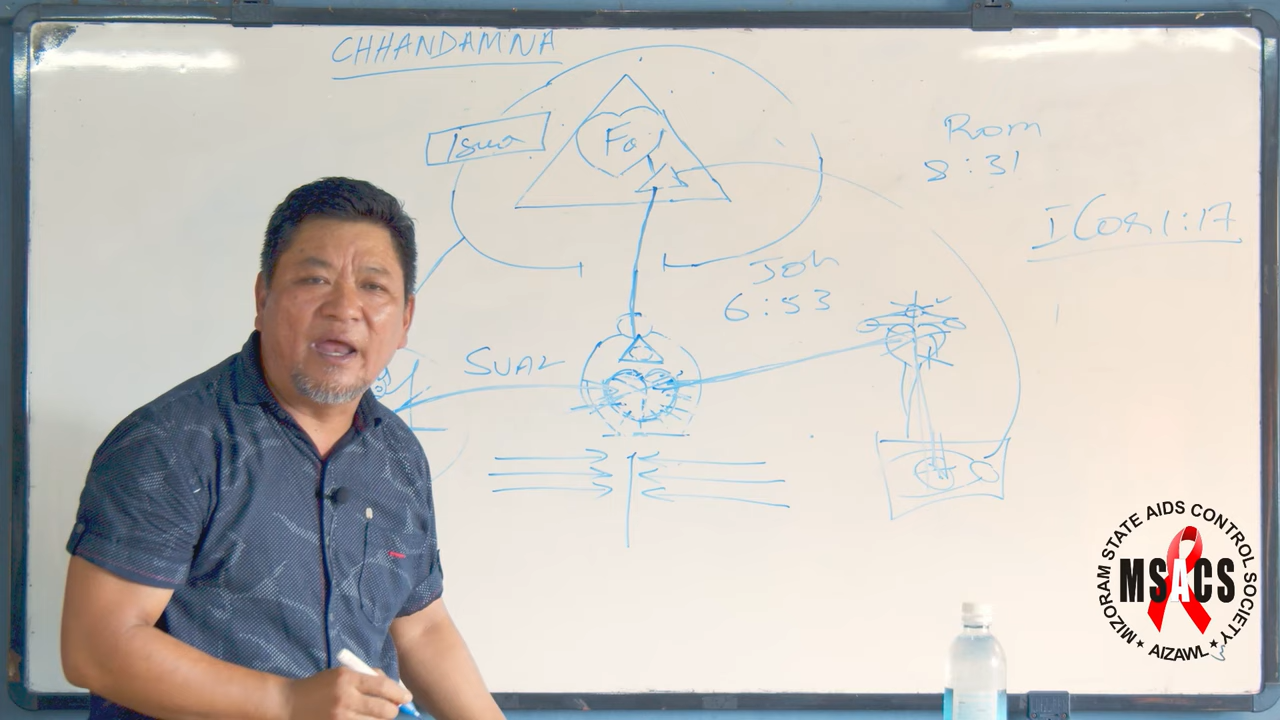 CHHANDAMNA
Isua
Fa
Rom
8:31
I Cor 1:17
Joh
6:53
SUAL
MIZORAM STATE AIDS CONTROL SOCIETY
MSACS
★ AIZAWL ★